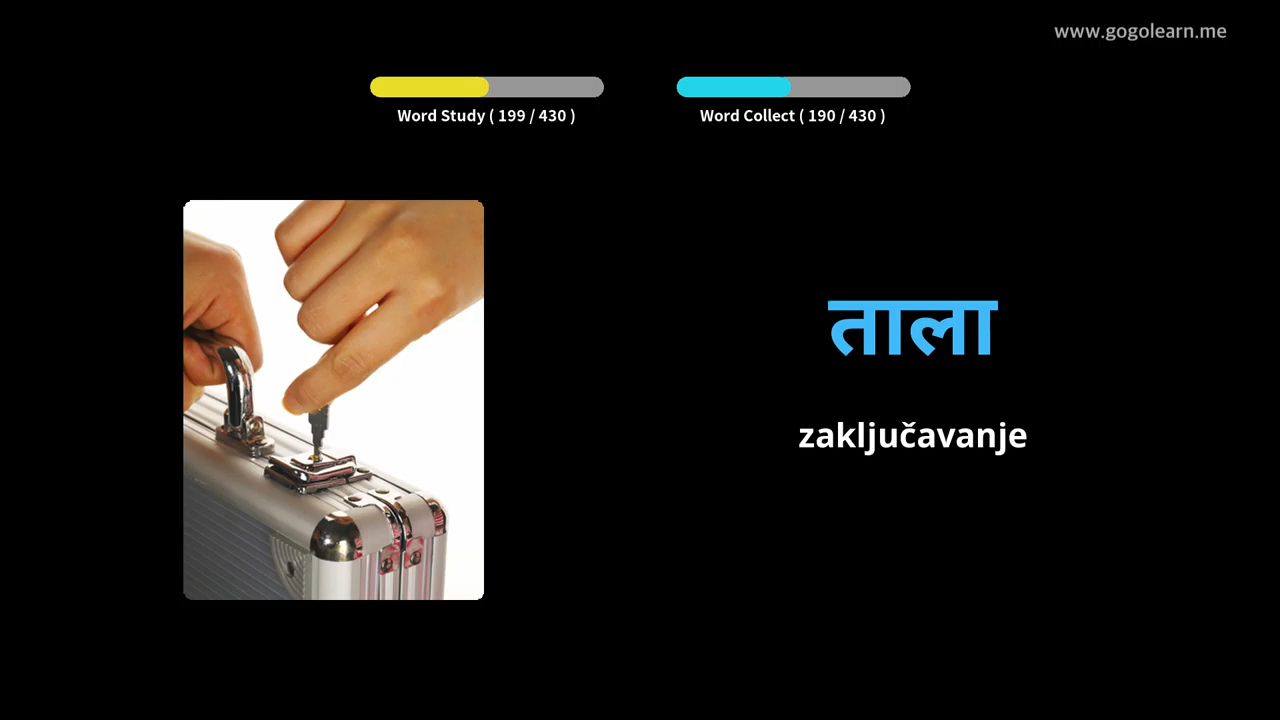 www.gogolearn.me
Word Study ( 199 / 430 )
Word Collect ( 190 / 430 )
ताला
zaključavanje